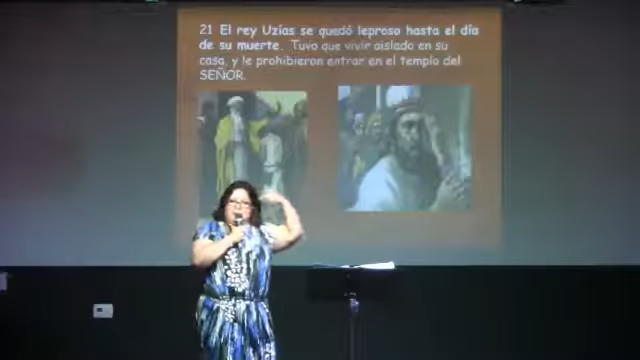 21 El rey Uzías se quedó leproso hasta el día
de su muerte. Tuvo que vivir aislado en su
casa, y le prohibieron entrar en el templo del
SEÑOR.